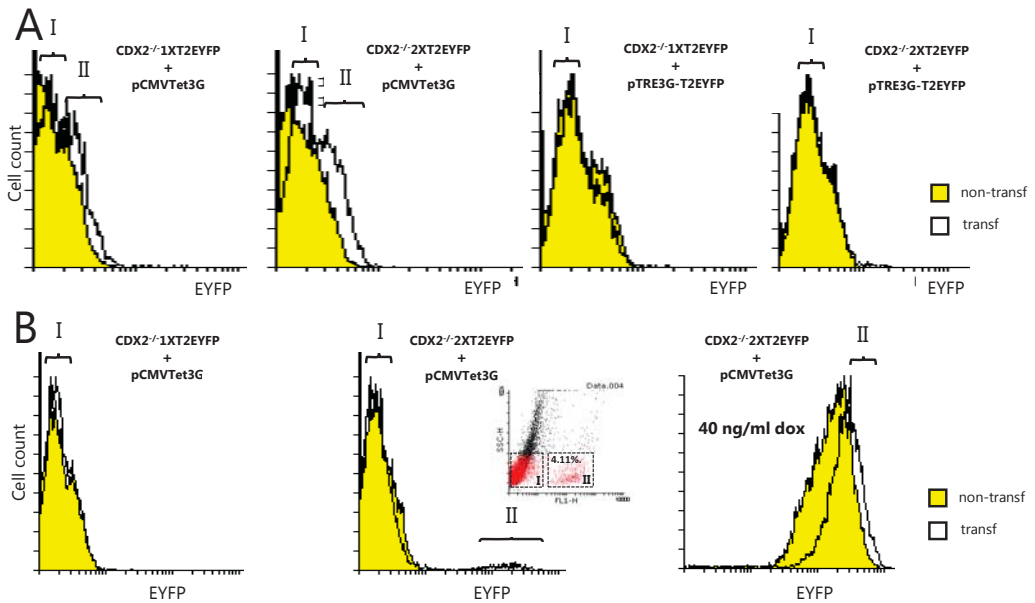 A
I
II
CDX2-/-1XT2EYFP
+
pCMVTet3G
Cell count
EYFP
I
II
CDX2-/-2XT2EYFP
+
pCMVTet3G
EYFP
I
CDX2-/-1XT2EYFP
+
pTRE3G-T2EYFP
EYFP
I
CDX2-/-2XT2EYFP
+
pTRE3G-T2EYFP
EYFP
non-transf
transf
B
I
CDX2-/-1XT2EYFP
+
pCMVTet3G
Cell count
EYFP
I
CDX2-/-2XT2EYFP
+
pCMVTet3G
Data.004
SSC-H
4.11%.
I
II
FL1-H
10000
II
EYFP
CDX2-/-2XT2EYFP
+
pCMVTet3G
II
40 ng/ml dox
EYFP
non-transf
transf